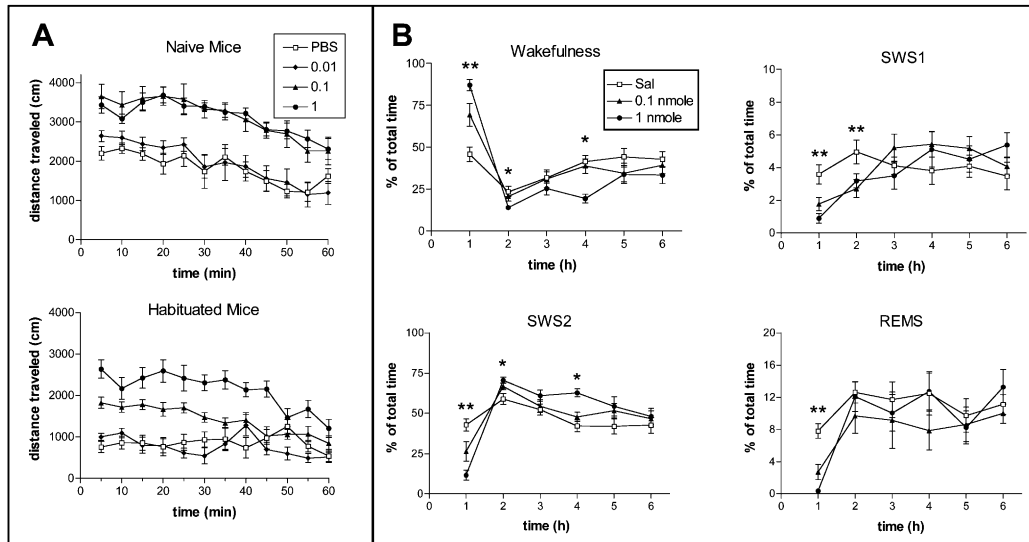 A
Naive Mice
PBS
0.01
0.1
1
distance traveled (cm)
4000
3000
2000
1000
0
0 10 20 30 40 50 60
time (min)
Habituated Mice
distance traveled (cm)
4000
3000
2000
1000
0
0 10 20 30 40 50 60
time (min)
B
Wakefulness
Sal
0.1 nmole
1 nmole
% of total time
100
75
50
25
0
** * *
0 1 2 3 4 5 6
time (h)
SWS1
% of total time
6
4
2
0
** **
0 1 2 3 4 5 6
time (h)
SWS2
% of total time
100
75
50
25
0
** * *
0 1 2 3 4 5 6
time (h)
REMS
% of total time
16
12
8
4
0
**
0 1 2 3 4 5 6
time (h)